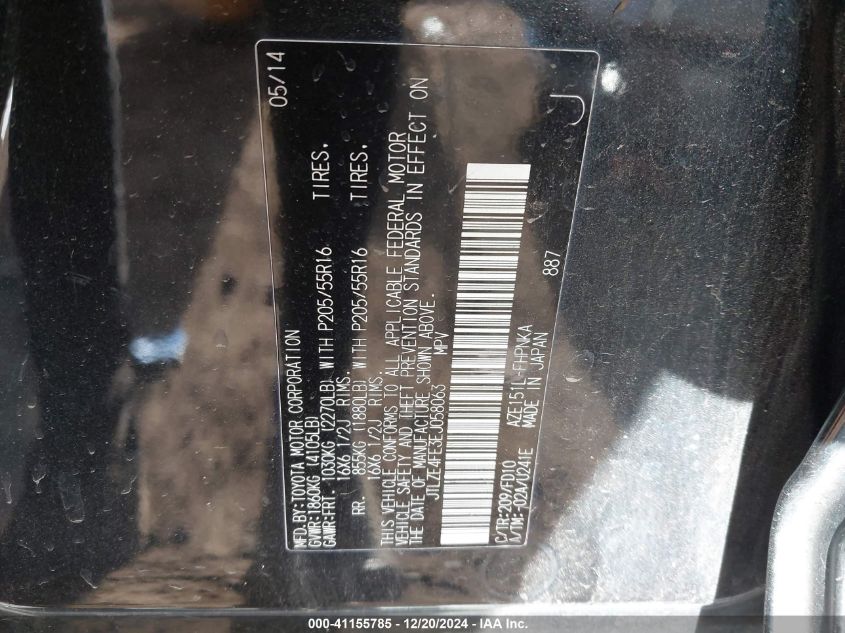 MFD.BY:TOYOTA MOTOR CORPORATION 05/14
GVWR:1860KG (4105LB)
GAWR:FRT. 1030KG (2270LB) WITH P205/55R16 TIRES,
16X6 1/2J RIMS.
RR. 855KG (1880LB) WITH P205/55R16 TIRES,
16X6 1/2J RIMS.
THIS VEHICLE CONFORMS TO ALL APPLICABLE FEDERAL MOTOR
VEHICLE SAFETY AND THEFT PREVENTION STANDARDS IN EFFECT ON
THE DATE OF MANUFACTURE SHOWN ABOVE.
JTLZE4FE3EJ058063 MPV
C/TR:209/FD10 AZE151L-FHPNKA 887
A/TM:-02A/U241E MADE IN JAPAN
J
000-41155785 - 12/20/2024 - IAA Inc.